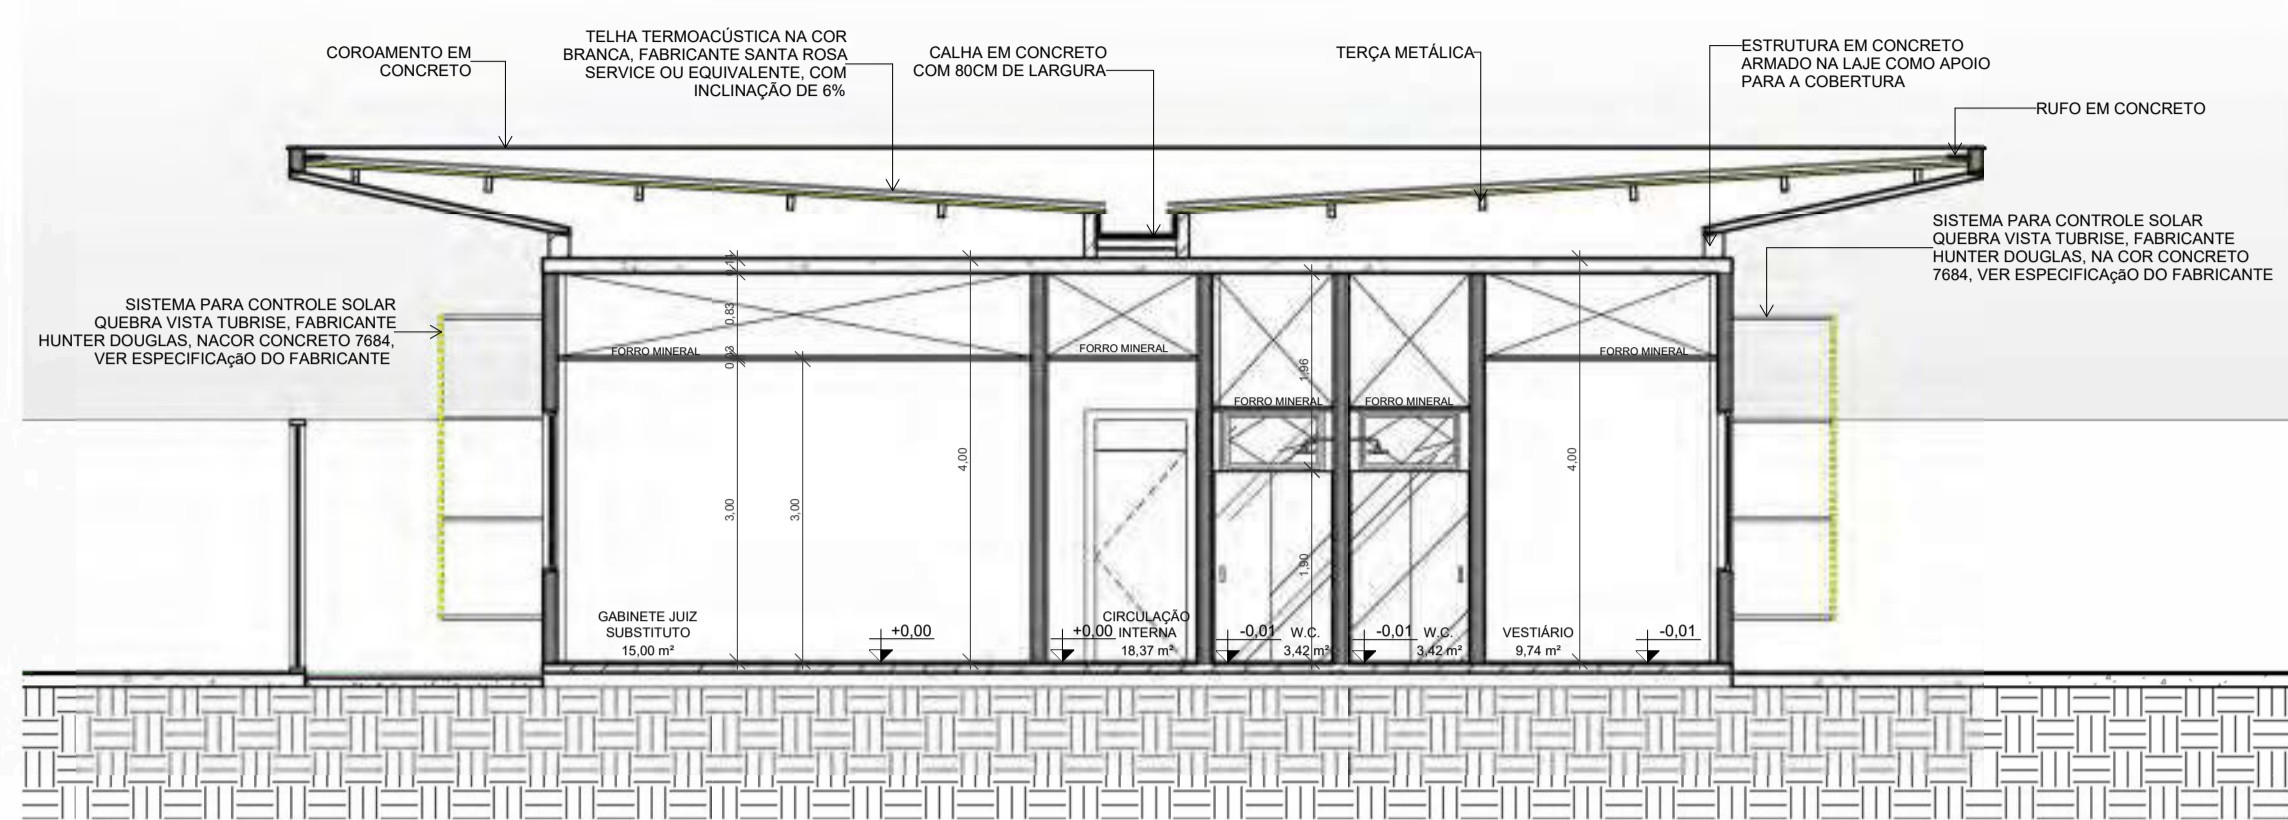 COROAMENTO EM
CONCRETO
TELHA TERMOACÚSTICA NA COR
BRANCA, FABRICANTE SANTA ROSA
SERVICE OU EQUIVALENTE, COM
INCLINAÇÃO DE 6%
CALHA EM CONCRETO
COM 80CM DE LARGURA
TERÇA METÁLICA
ESTRUTURA EM CONCRETO
ARMADO NA LAJE COMO APOIO
PARA A COBERTURA
RUFO EM CONCRETO
SISTEMA PARA CONTROLE SOLAR
QUEBRA VISTA TUBRISE, FABRICANTE
HUNTER DOUGLAS, NA COR CONCRETO
7684, VER ESPECIFICAçãO DO FABRICANTE
SISTEMA PARA CONTROLE SOLAR
QUEBRA VISTA TUBRISE, FABRICANTE
HUNTER DOUGLAS, NACOR CONCRETO 7684,
VER ESPECIFICAçãO DO FABRICANTE
0,83
FORRO MINERAL
FORRO MINERAL
FORRO MINERAL
1,96
FORRO MINERAL
FORRO MINERAL
4,00
4,00
3,00
3,00
1,90
GABINETE JUIZ
SUBSTITUTO
15,00 m²
+0,00
+0,00
CIRCULAÇÃO
INTERNA
18,37 m²
-0,01
W.C.
3,42 m²
-0,01
W.C.
3,42 m²
VESTIÁRIO
9,74 m²
-0,01